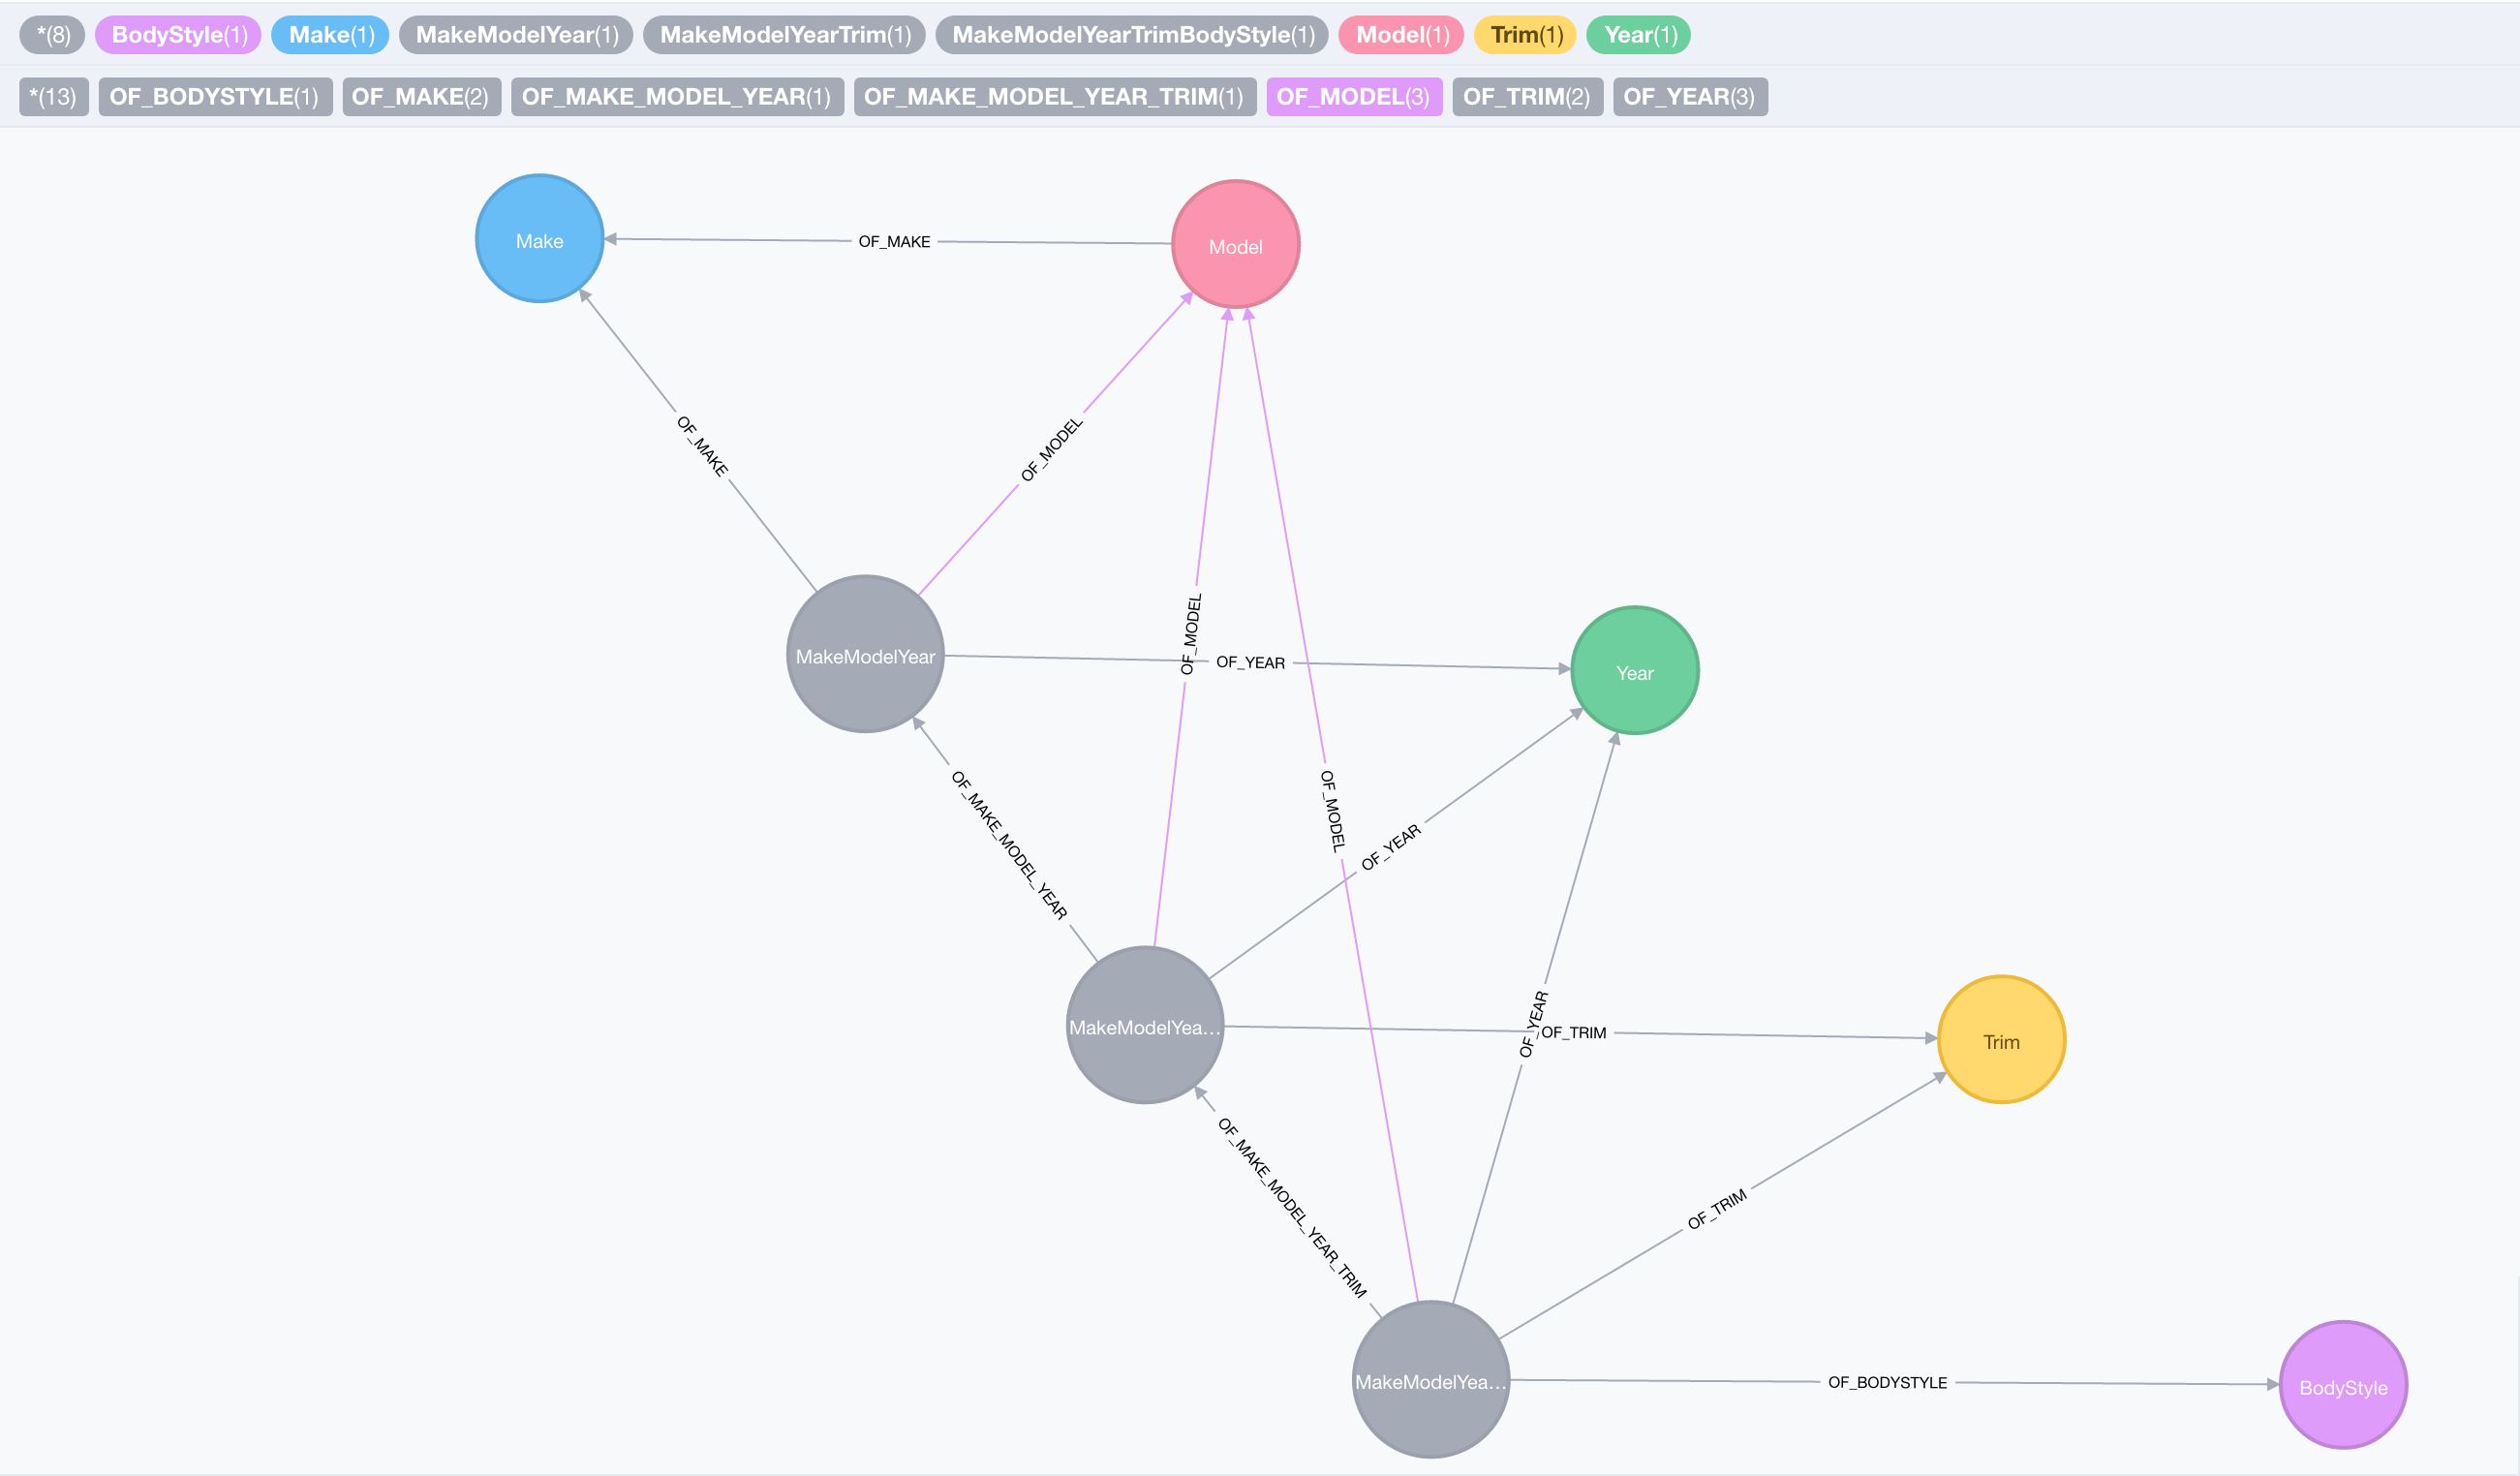 *(8) BodyStyle(1) Make(1) MakeModelYear(1) MakeModelYearTrim(1) MakeModelYearTrimBodyStyle(1) Model(1) Trim(1) Year(1)
*(13) OF_BODYSTYLE(1) OF_MAKE(2) OF_MAKE_MODEL_YEAR(1) OF_MAKE_MODEL_YEAR_TRIM(1) OF_MODEL(3) OF_TRIM(2) OF_YEAR(3)
Make
OF_MAKE
Model
OF_MAKE
OF_MODEL
MakeModelYear
OF_MODEL
OF_YEAR
Year
OF_MAKE_MODEL_YEAR
OF_MODEL
OF_YEAR
MakeModelYea...
OF_YEAR
OF_TRIM
Trim
OF_MAKE_MODEL_YEAR_TRIM
OF_TRIM
MakeModelYea...
OF_BODYSTYLE
BodyStyle